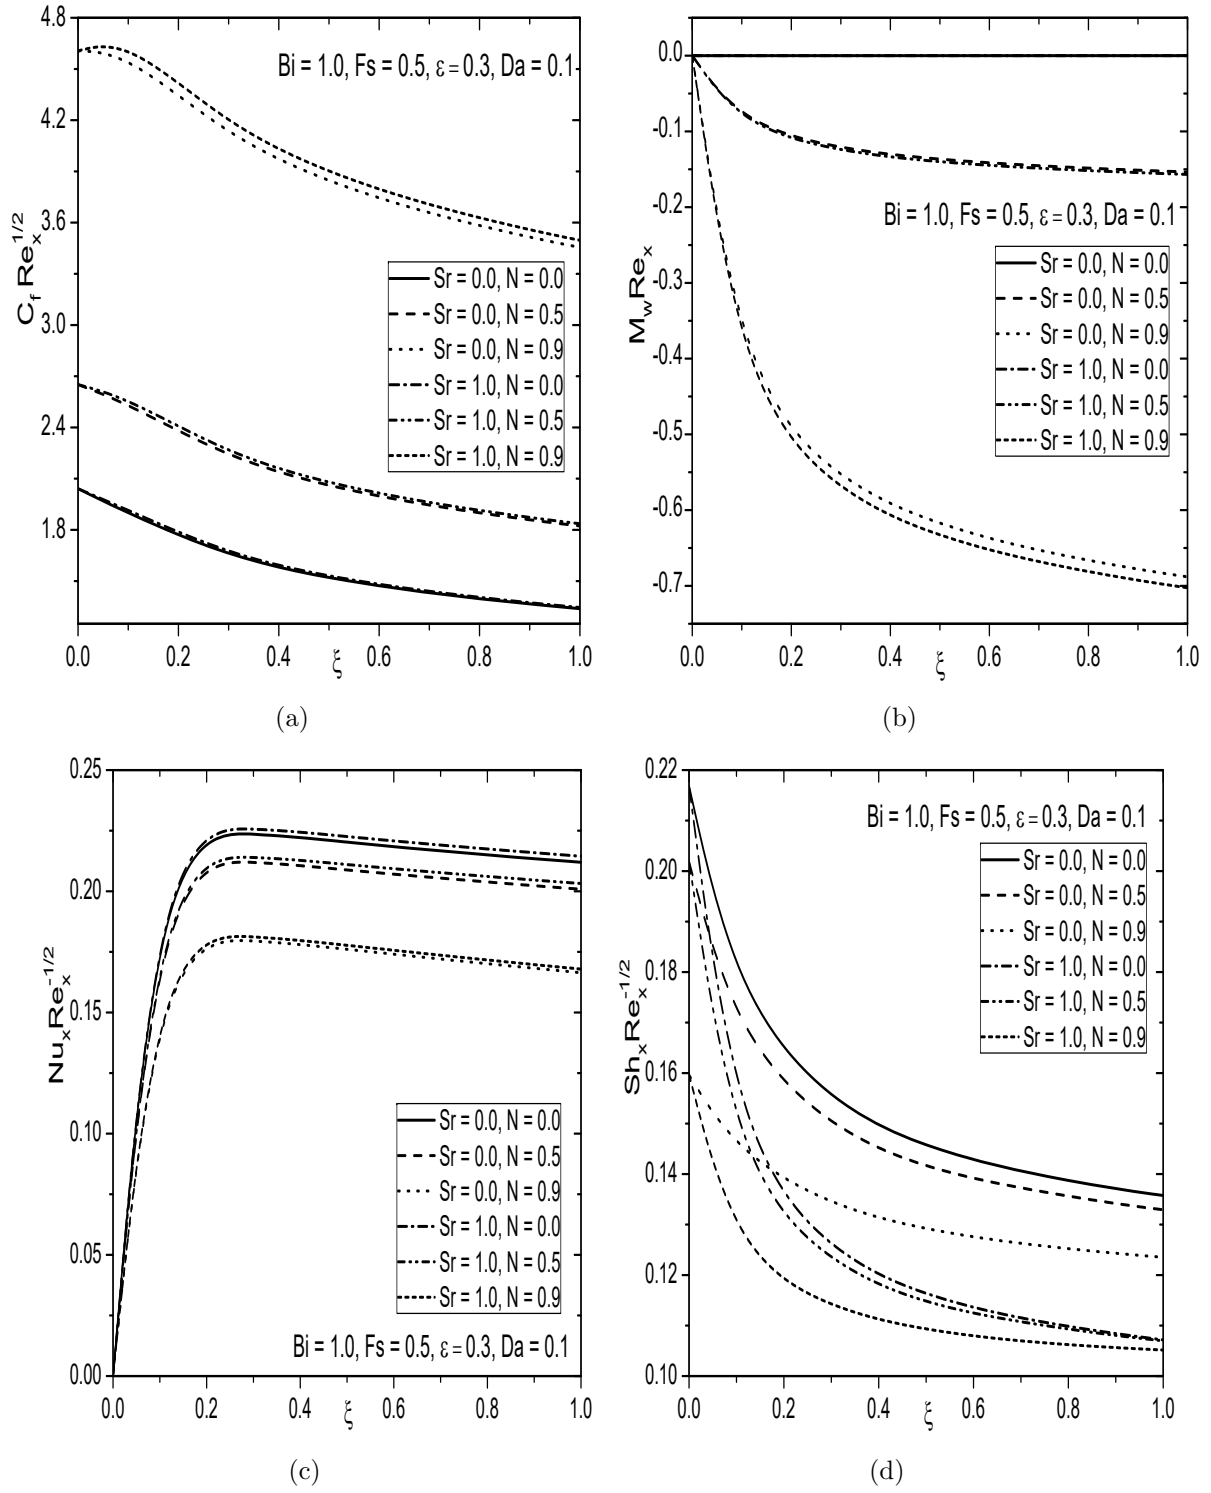 4.8
4.2
3.6
3.0
2.4
1.8
C_f Re_x^{1/2}
Bi = 1.0, Fs = 0.5, ε = 0.3, Da = 0.1
Sr = 0.0, N = 0.0
Sr = 0.0, N = 0.5
Sr = 0.0, N = 0.9
Sr = 1.0, N = 0.0
Sr = 1.0, N = 0.5
Sr = 1.0, N = 0.9
0.0 0.2 0.4 0.6 0.8 1.0
ξ
(a)
0.0
-0.1
-0.2
-0.3
-0.4
-0.5
-0.6
-0.7
M_w Re_x
Bi = 1.0, Fs = 0.5, ε = 0.3, Da = 0.1
Sr = 0.0, N = 0.0
Sr = 0.0, N = 0.5
Sr = 0.0, N = 0.9
Sr = 1.0, N = 0.0
Sr = 1.0, N = 0.5
Sr = 1.0, N = 0.9
0.0 0.2 0.4 0.6 0.8 1.0
ξ
(b)
0.25
0.20
0.15
0.10
0.05
0.00
Nu_x Re_x^{-1/2}
Sr = 0.0, N = 0.0
Sr = 0.0, N = 0.5
Sr = 0.0, N = 0.9
Sr = 1.0, N = 0.0
Sr = 1.0, N = 0.5
Sr = 1.0, N = 0.9
Bi = 1.0, Fs = 0.5, ε = 0.3, Da = 0.1
0.0 0.2 0.4 0.6 0.8 1.0
ξ
(c)
0.22
0.20
0.18
0.16
0.14
0.12
0.10
Sh_x Re_x^{-1/2}
Bi = 1.0, Fs = 0.5, ε = 0.3, Da = 0.1
Sr = 0.0, N = 0.0
Sr = 0.0, N = 0.5
Sr = 0.0, N = 0.9
Sr = 1.0, N = 0.0
Sr = 1.0, N = 0.5
Sr = 1.0, N = 0.9
0.0 0.2 0.4 0.6 0.8 1.0
ξ
(d)